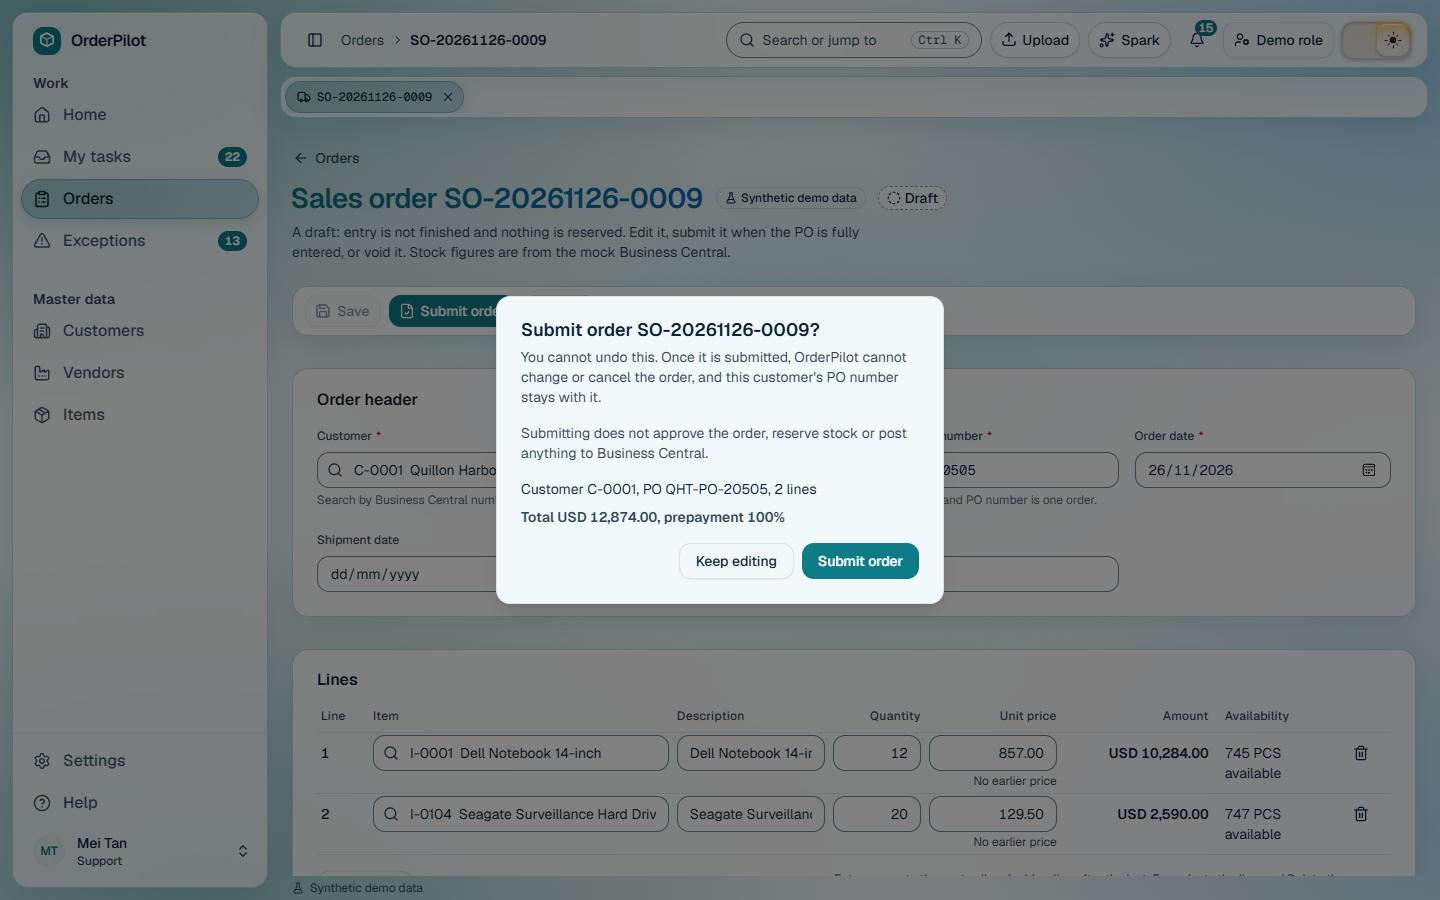 OrderPilot
Work
Home
My tasks 22
Orders
Exceptions 13
Master data
Customers
Vendors
Items
Settings
Help
MT Mei Tan
Support
Orders > SO-20261126-0009
Search or jump to Ctrl K
Upload
Spark
15
Demo role
SO-20261126-0009
Orders
Sales order SO-20261126-0009 Synthetic demo data Draft
A draft: entry is not finished and nothing is reserved. Edit it, submit it when the PO is fully
entered, or void it. Stock figures are from the mock Business Central.
Save Submit orde
Submit order SO-20261126-0009?
You cannot undo this. Once it is submitted, OrderPilot cannot
change or cancel the order, and this customer's PO number
stays with it.
Submitting does not approve the order, reserve stock or post
anything to Business Central.
Customer C-0001, PO QHT-PO-20505, 2 lines
Total USD 12,874.00, prepayment 100%
Keep editing Submit order
Order header
Customer * number * Order date *
C-0001 Quillon Harbo 0505 26/11/2026
Search by Business Central num and PO number is one order.
Shipment date
dd/mm/yyyy
Lines
Line Item Description Quantity Unit price Amount Availability
1 I-0001 Dell Notebook 14-inch Dell Notebook 14-ir 12 857.00 USD 10,284.00 745 PCS
available
No earlier price
2 I-0104 Seagate Surveillance Hard Driv Seagate Surveillanc 20 129.50 USD 2,590.00 747 PCS
available
No earlier price
Synthetic demo data